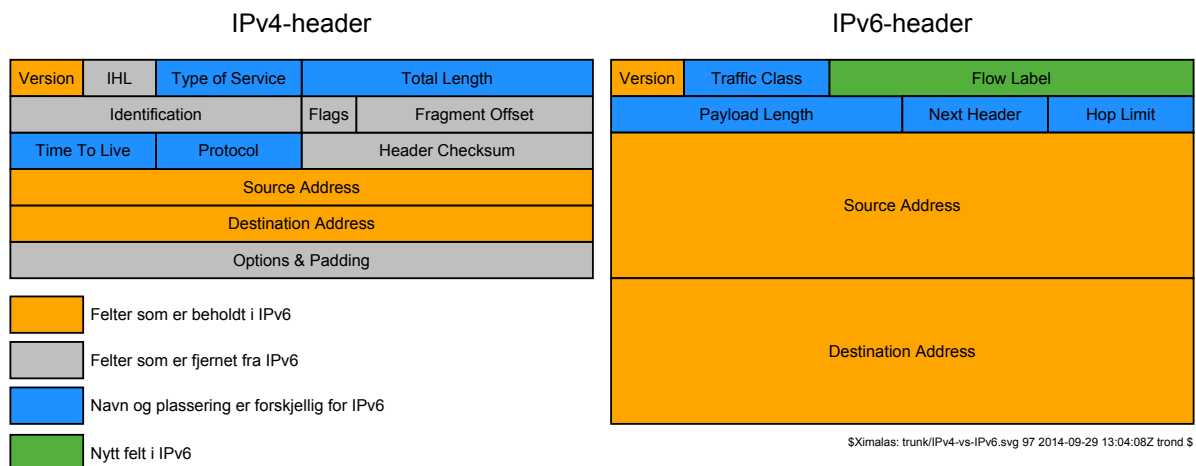 IPv4-header
Version IHL Type of Service Total Length
Identification Flags Fragment Offset
Time To Live Protocol Header Checksum
Source Address
Destination Address
Options & Padding
Felter som er beholdt i IPv6
Felter som er fjernet fra IPv6
Navn og plassering er forskjellig for IPv6
Nytt felt i IPv6
IPv6-header
Version Traffic Class Flow Label
Payload Length Next Header Hop Limit
Source Address
Destination Address
$Ximalas: trunk/IPv4-vs-IPv6.svg 97 2014-09-29 13:04:08Z trond $